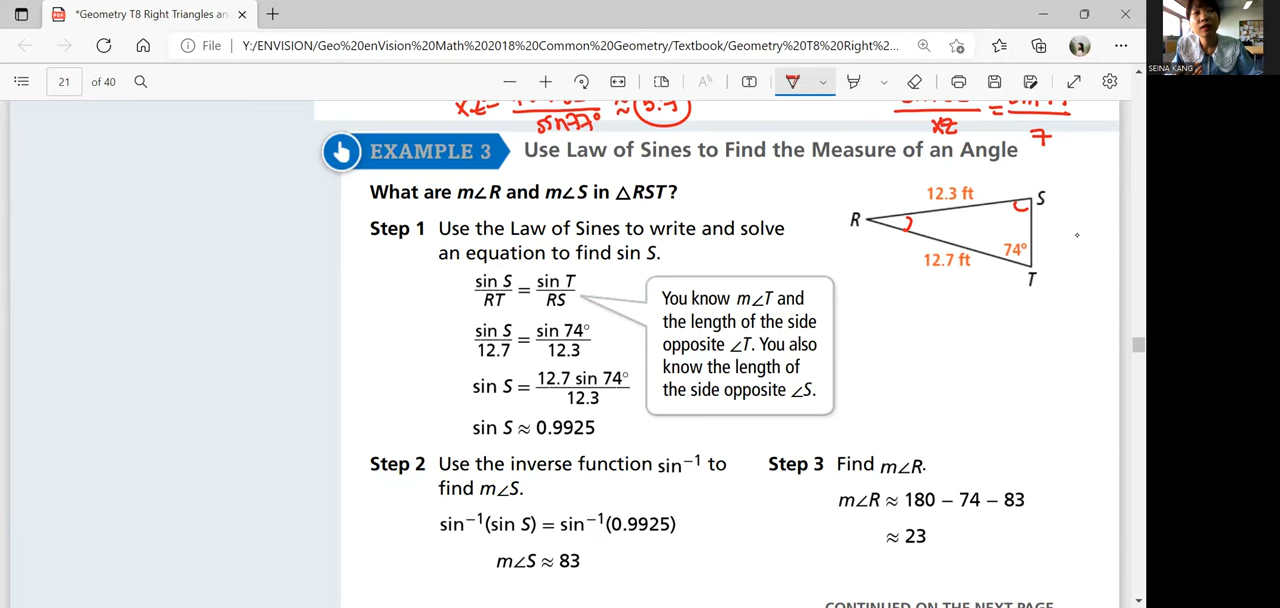 *Geometry T8 Right Triangles an
File Y:/ENVISION/Geo%20enVision%20Math%202018%20Common%20Geometry/Textbook/Geometry%20T8%20Right%2...
SEINA KANG
21 of 40
sin77° ≈ 5.7
xz = 7
EXAMPLE 3 Use Law of Sines to Find the Measure of an Angle
What are m∠R and m∠S in △RST?
Step 1 Use the Law of Sines to write and solve
an equation to find sin S.
sin S/RT = sin T/RS
sin S/12.7 = sin 74°/12.3
sin S = 12.7 sin 74°/12.3
sin S ≈ 0.9925
You know m∠T and
the length of the side
opposite ∠T. You also
know the length of
the side opposite ∠S.
12.3 ft
S
R
74°
12.7 ft
T
Step 2 Use the inverse function sin⁻¹ to
find m∠S.
sin⁻¹(sin S) = sin⁻¹(0.9925)
m∠S ≈ 83
Step 3 Find m∠R.
m∠R ≈ 180 − 74 − 83
≈ 23
CONTINUED ON THE NEXT PAGE